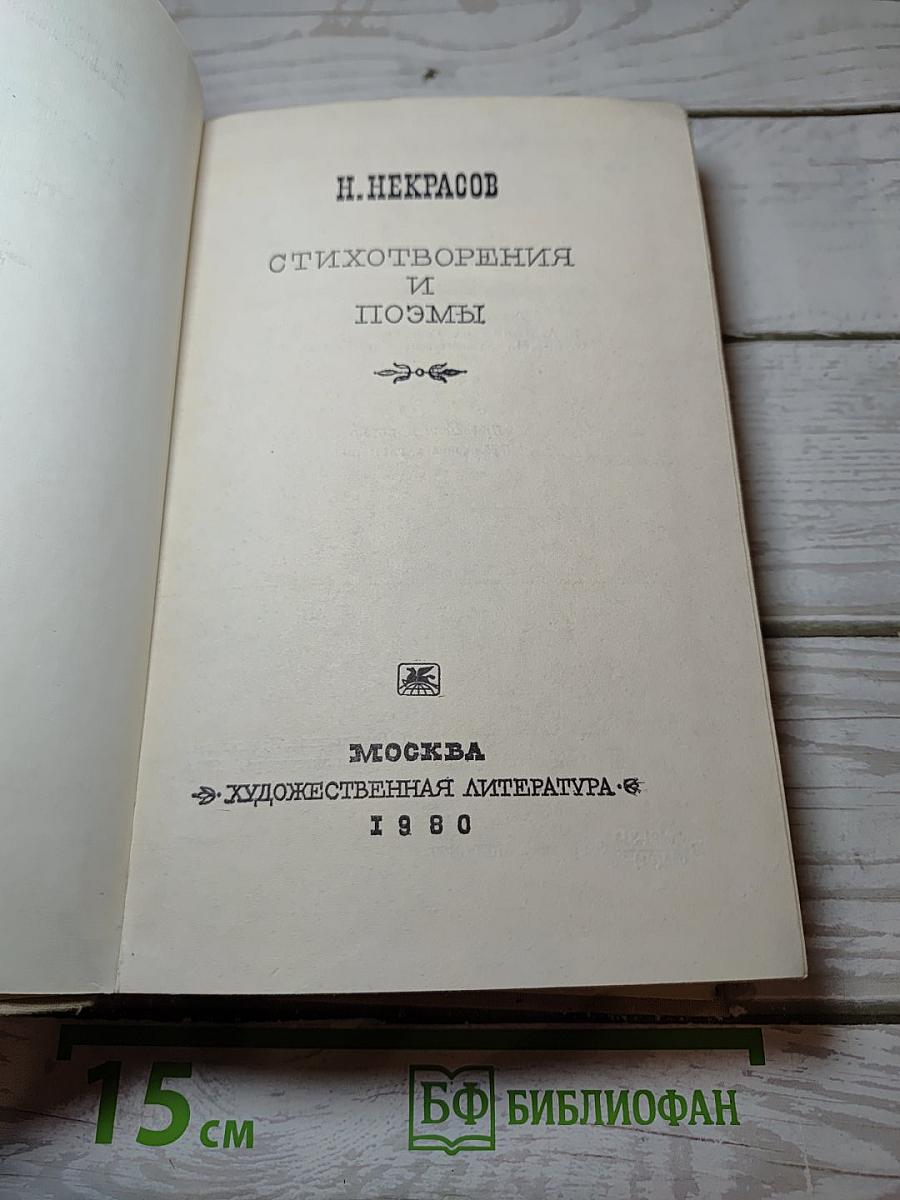 Н. НЕКРАСОВ
СТИХОТВОРЕНИЯ
И
ПОЭМЫ
МОСКВА
ХУДОЖЕСТВЕННАЯ ЛИТЕРАТУРА
1980
15 см
БФ БИБЛИОФАН